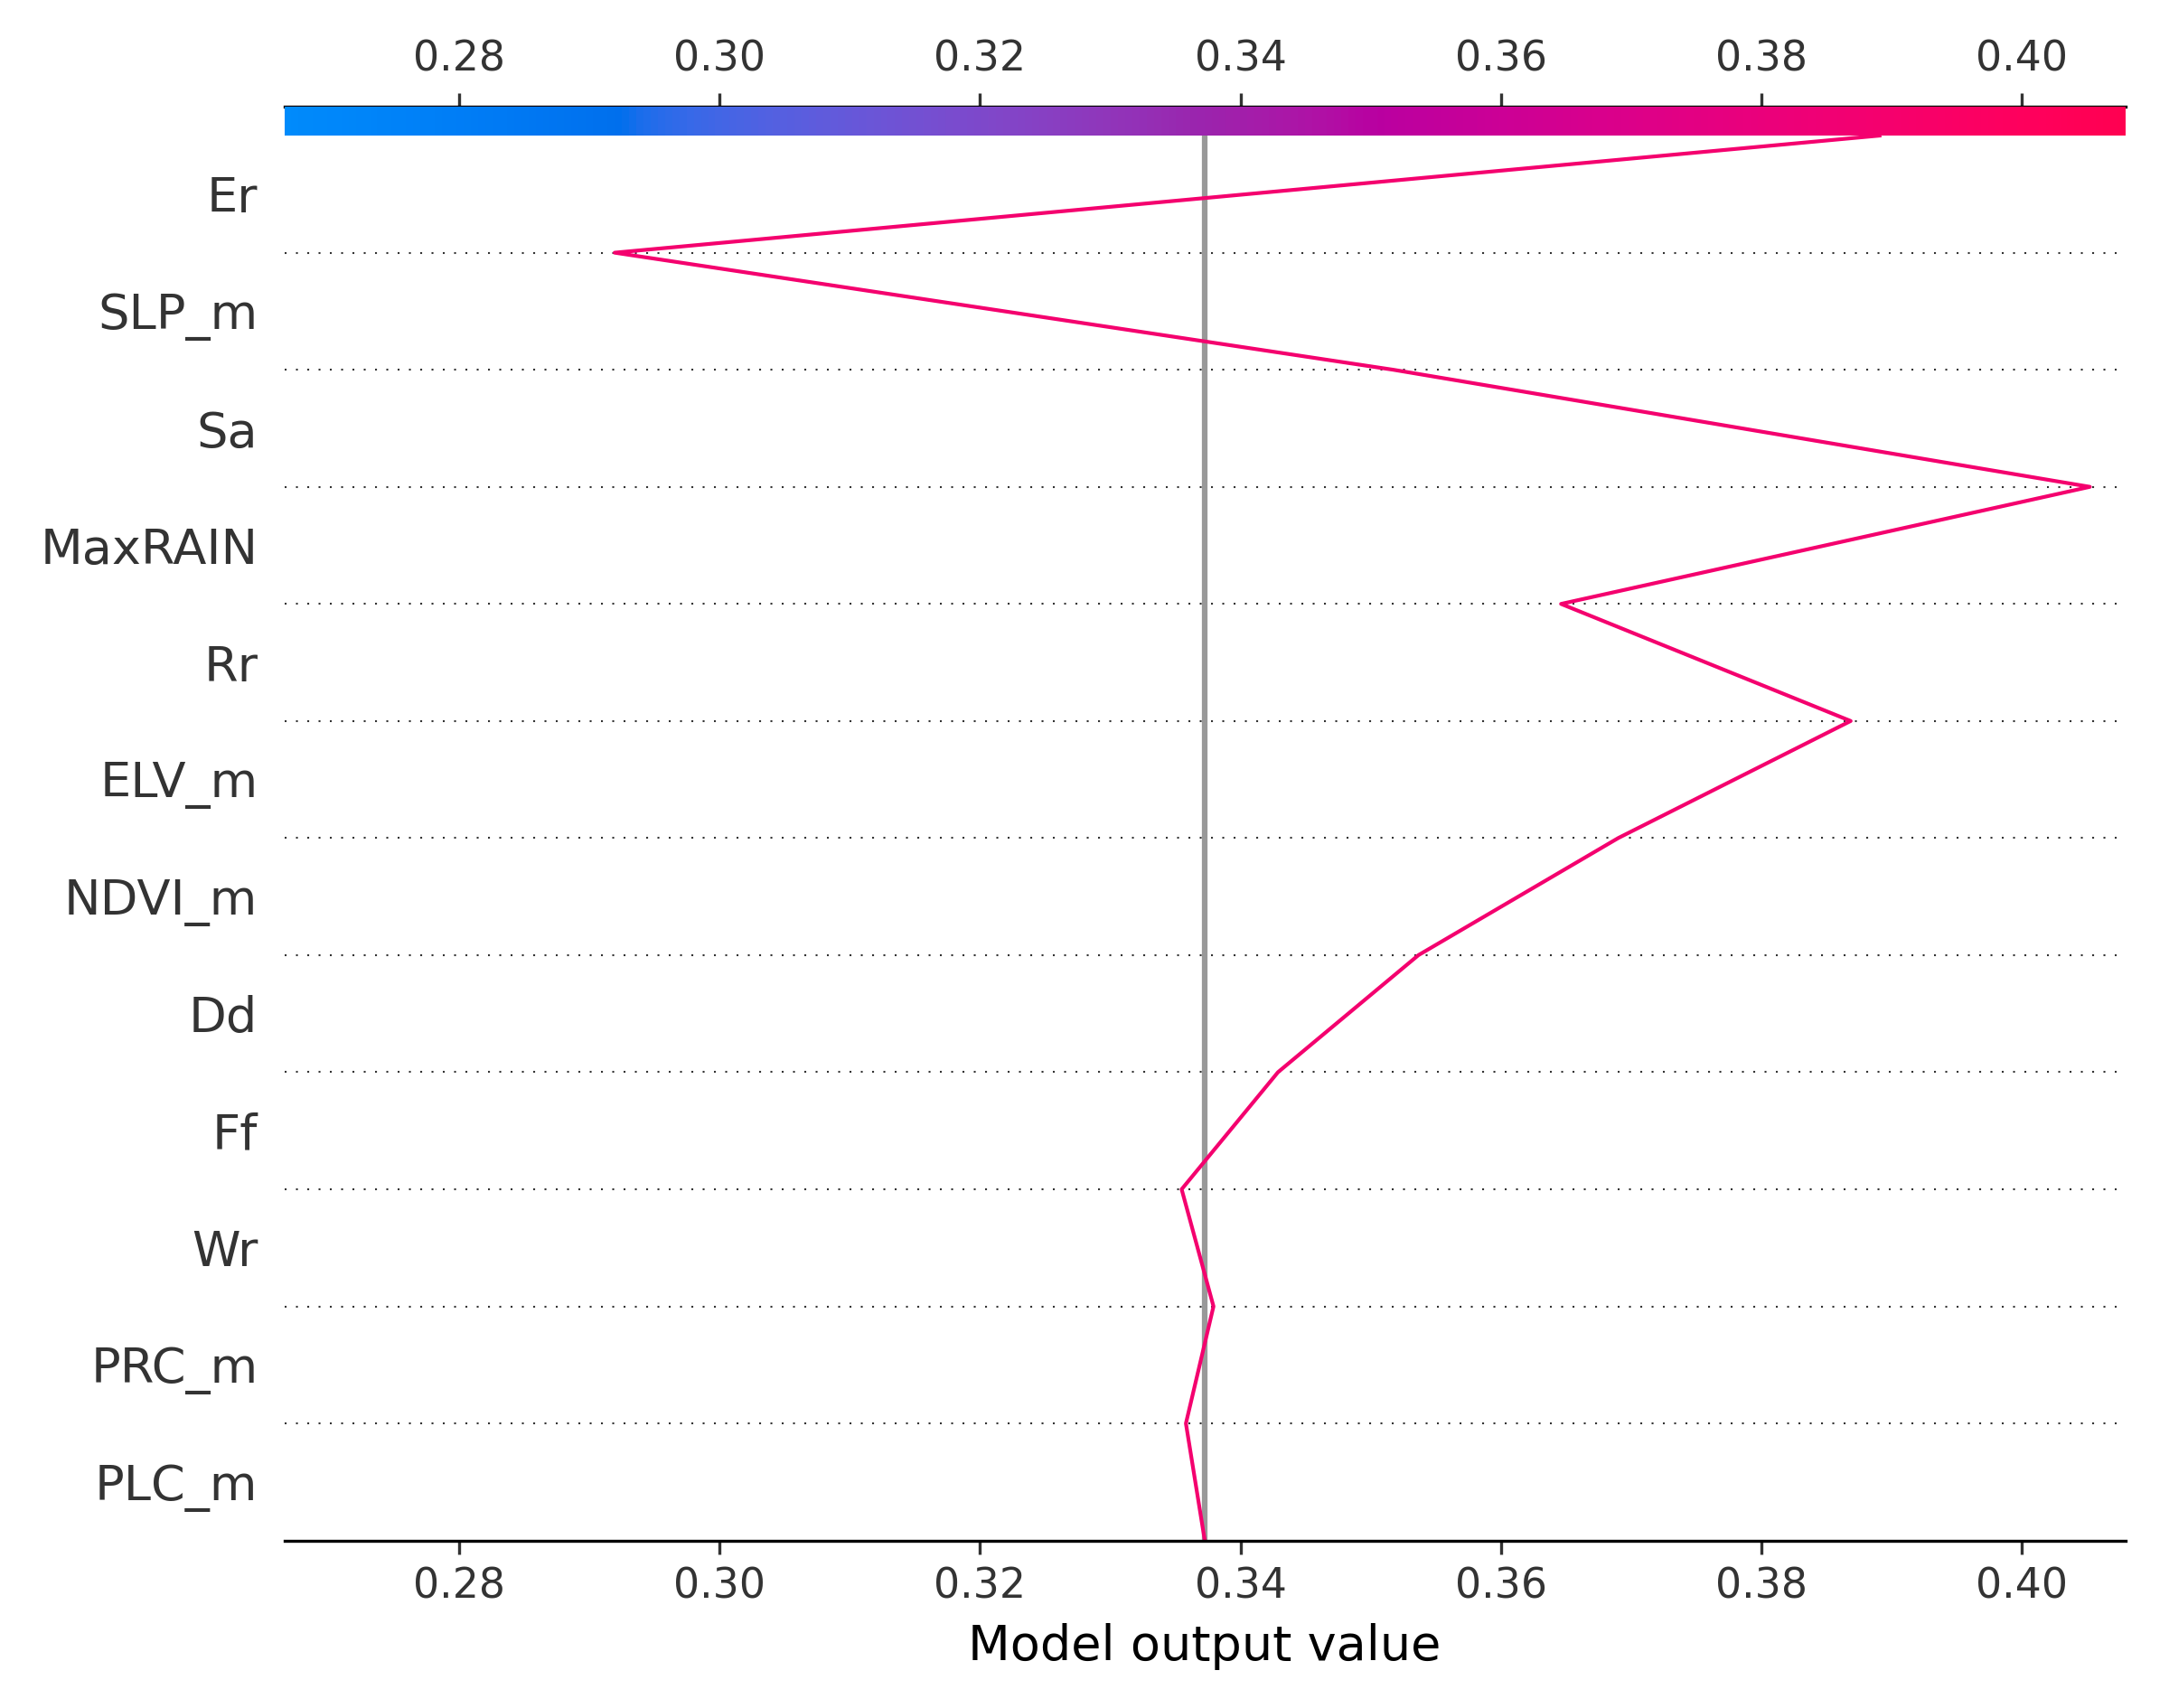 0.28 0.30 0.32 0.34 0.36 0.38 0.40
Er
SLP_m
Sa
MaxRAIN
Rr
ELV_m
NDVI_m
Dd
Ff
Wr
PRC_m
PLC_m
0.28 0.30 0.32 0.34 0.36 0.38 0.40
Model output value